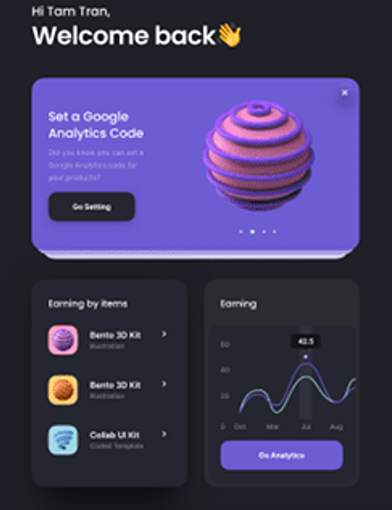 Hi Tam Tran,
Welcome back👋
Set a Google
Analytics Code
Did you know you can set a
Google Analytics code for
your products?
Go Setting
Earning by items
Bento 3D Kit
Illustration
Bento 3D Kit
Illustration
Collab UI Kit
Coded Template
Earning
60
42.5
40
20
0 Oct Mar Jul Aug
Go Analytics